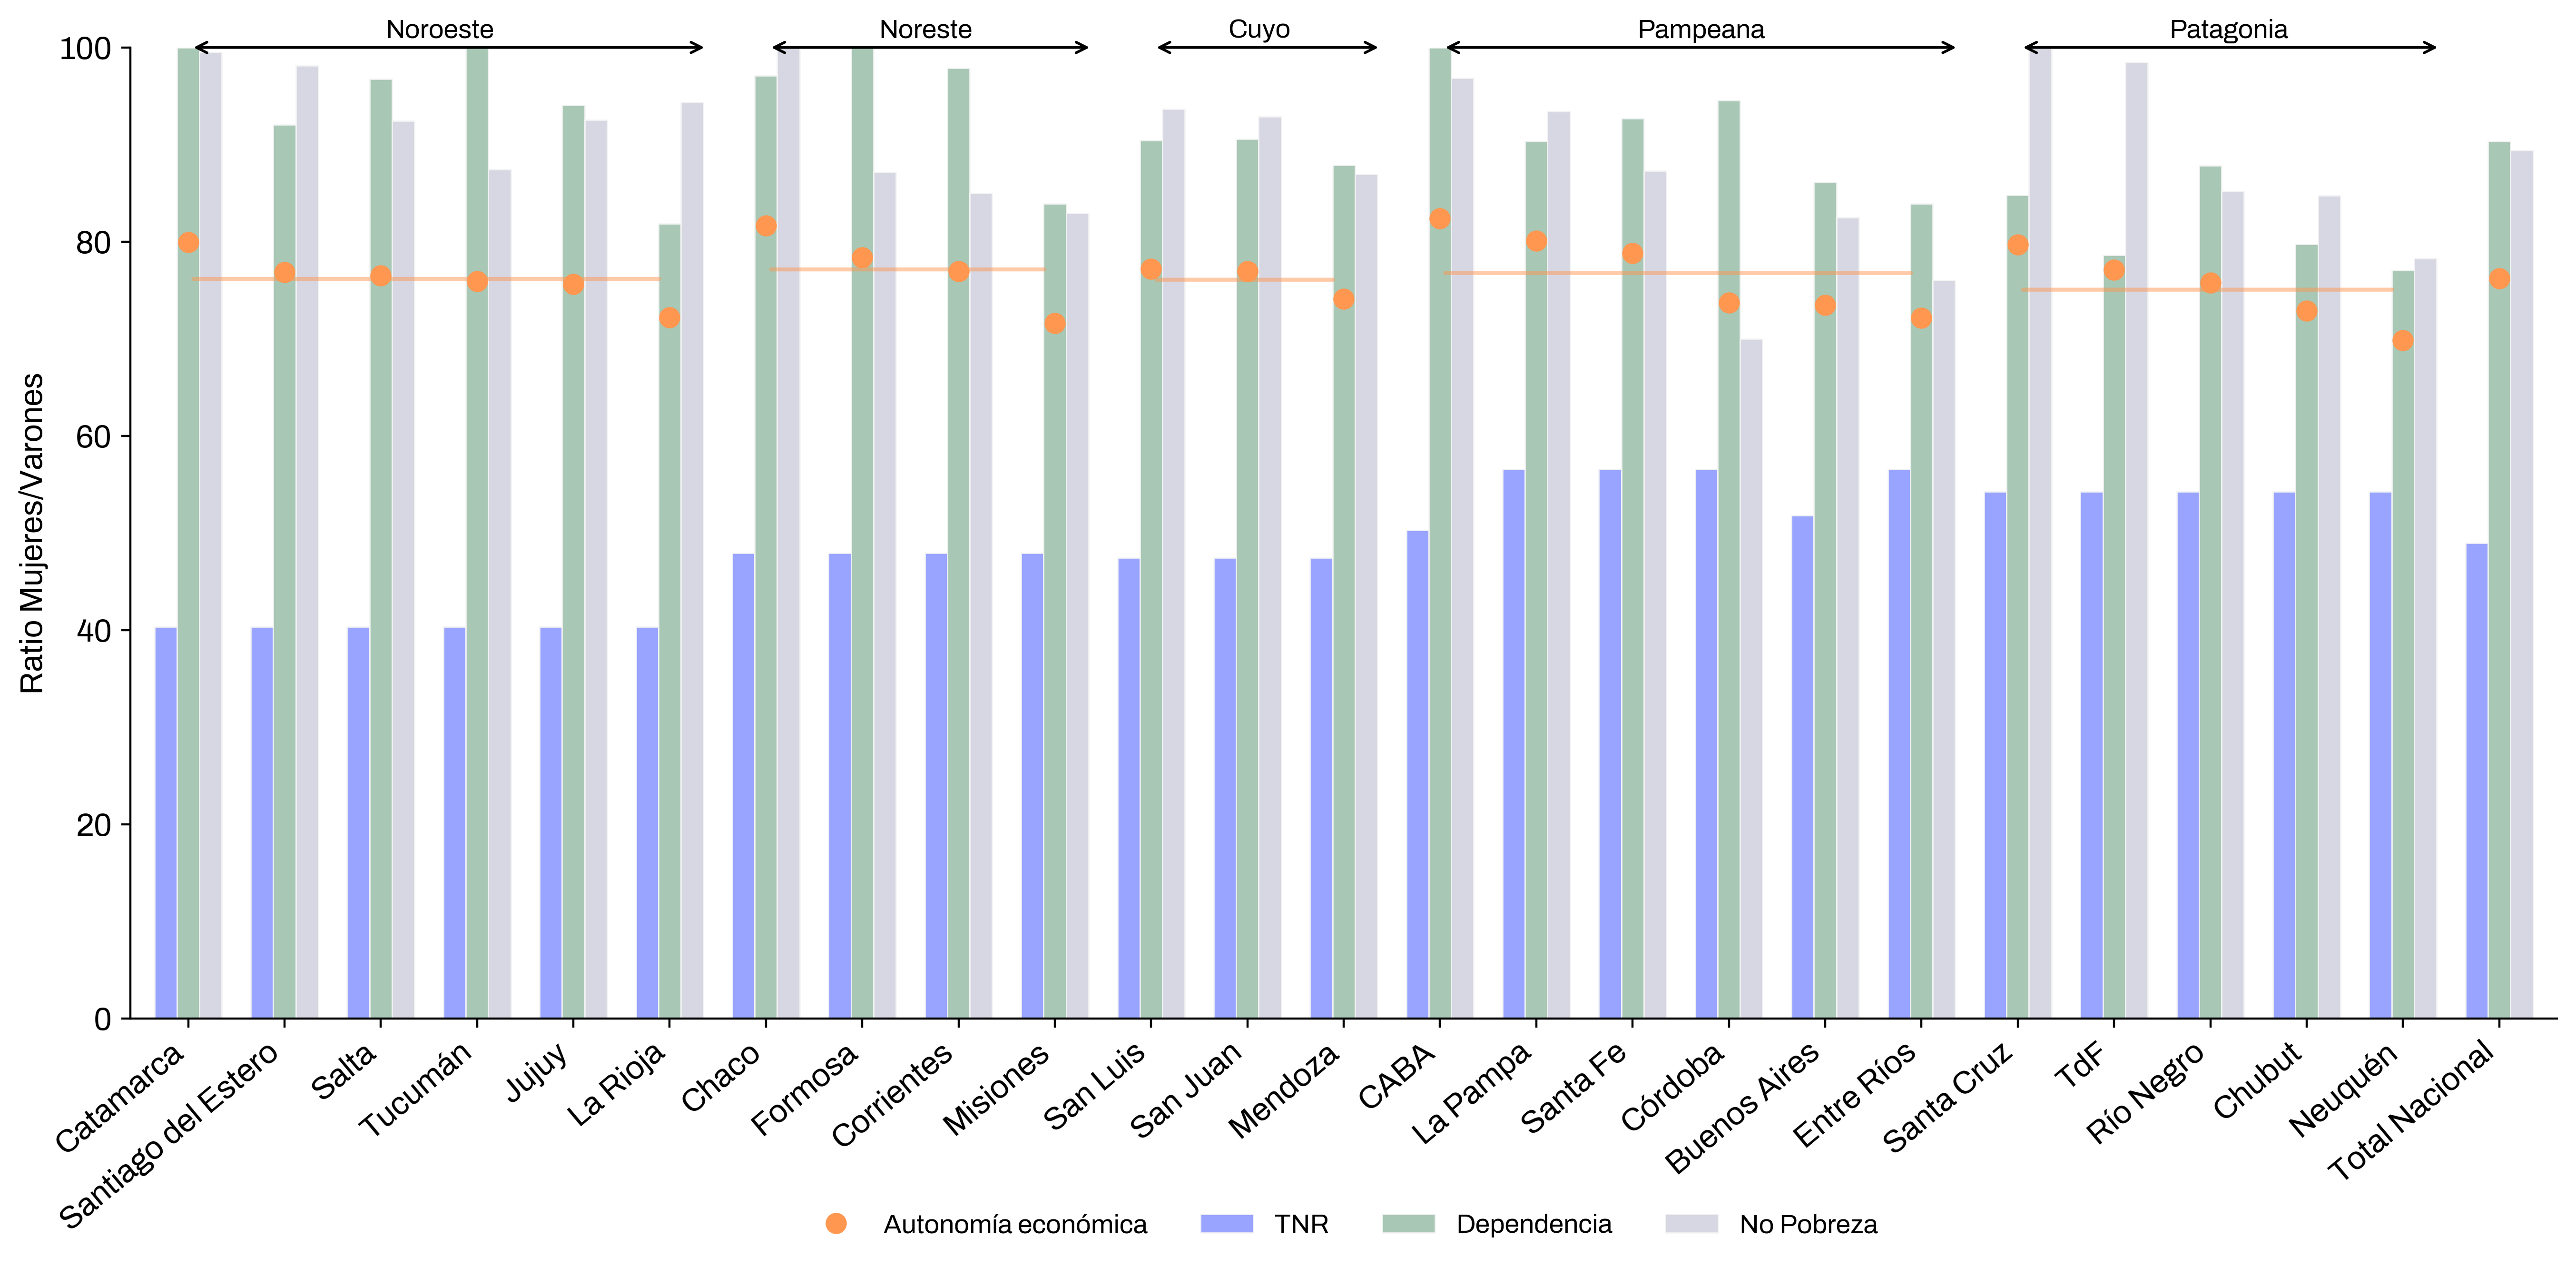 Noroeste
Noreste
Cuyo
Pampeana
Patagonia
Ratio Mujeres/Varones
100
80
60
40
20
0
Catamarca
Santiago del Estero
Salta
Tucumán
Jujuy
La Rioja
Chaco
Formosa
Corrientes
Misiones
San Luis
San Juan
Mendoza
CABA
La Pampa
Santa Fe
Córdoba
Buenos Aires
Entre Ríos
Santa Cruz
TdF
Río Negro
Chubut
Neuquén
Total Nacional
Autonomía económica
TNR
Dependencia
No Pobreza